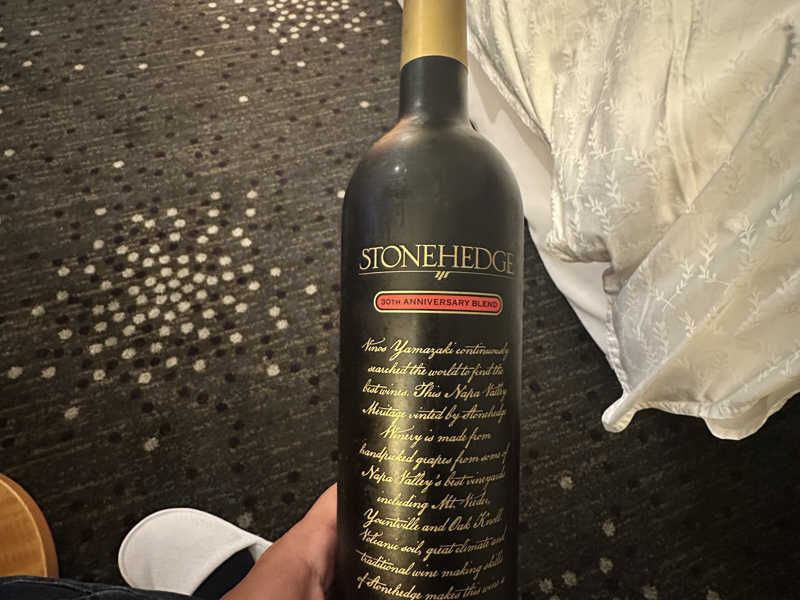 STONEHEDGE
30TH ANNIVERSARY BLEND
Vinos Yamazaki continuously
searched the world to find the
best wines. This Napa Valley
Meritage vinted by Stonehedge
Winery is made from
handpicked grapes from some of
Napa Valley's best vineyards
including Mt. Veeder,
Yountville and Oak Knoll.
Volcanic soil, great climate and
traditional wine making skills
of Stonehedge makes this wine a